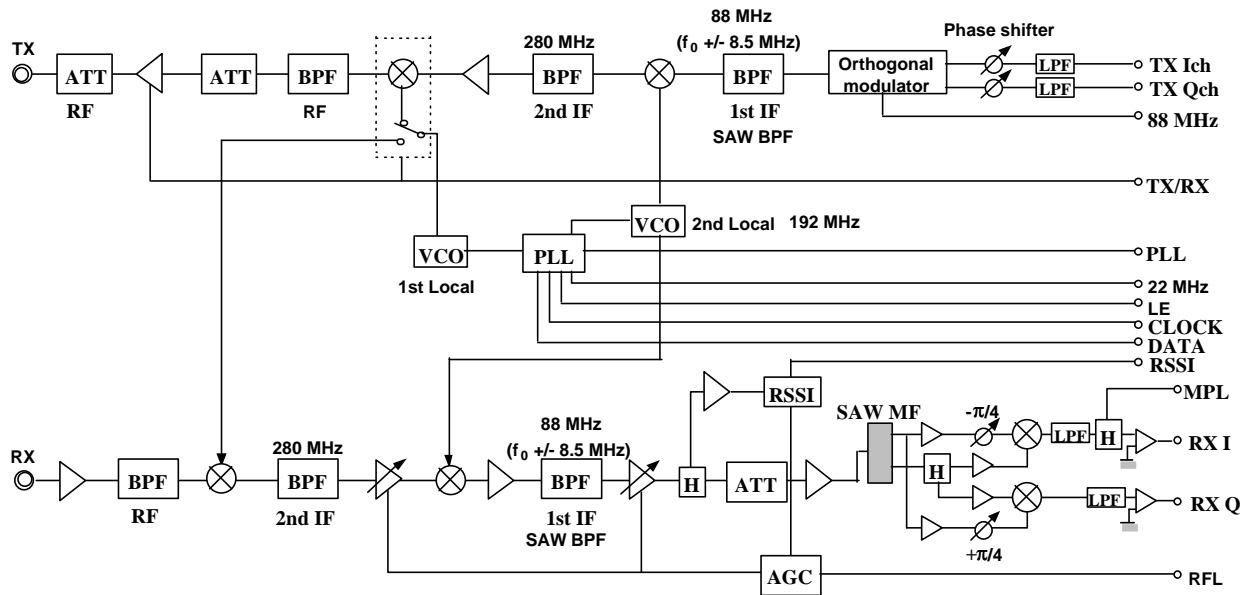 TX
ATT
RF
ATT
BPF
RF
280 MHz
BPF
2nd IF
88 MHz
(f0 +/- 8.5 MHz)
BPF
1st IF
SAW BPF
Orthogonal
modulator
Phase shifter
LPF
LPF
TX Ich
TX Qch
88 MHz
TX/RX
VCO
2nd Local 192 MHz
VCO
1st Local
PLL
PLL
22 MHz
LE
CLOCK
DATA
RSSI
RX
BPF
RF
280 MHz
BPF
2nd IF
88 MHz
(f0 +/- 8.5 MHz)
BPF
1st IF
SAW BPF
H
RSSI
ATT
AGC
SAW MF
H
-π/4
+π/4
LPF
H
LPF
MPL
RX I
RX Q
RFL